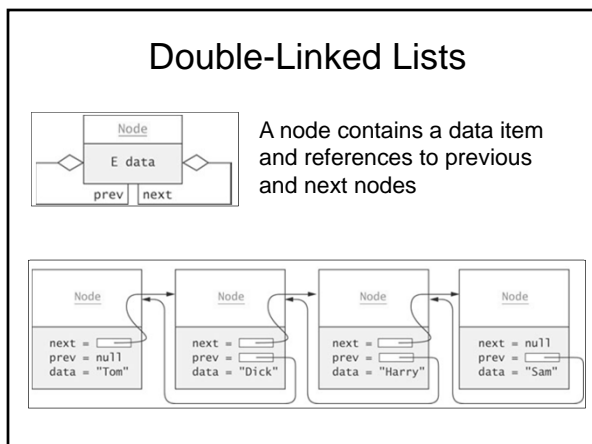 Double-Linked Lists
Node
E data
prev next
A node contains a data item
and references to previous
and next nodes
Node
next =
prev = null
data = "Tom"
Node
next =
prev =
data = "Dick"
Node
next =
prev =
data = "Harry"
Node
next = null
prev =
data = "Sam"